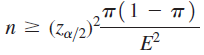 n ≥ (z_{α/2})² π(1 − π) / E²